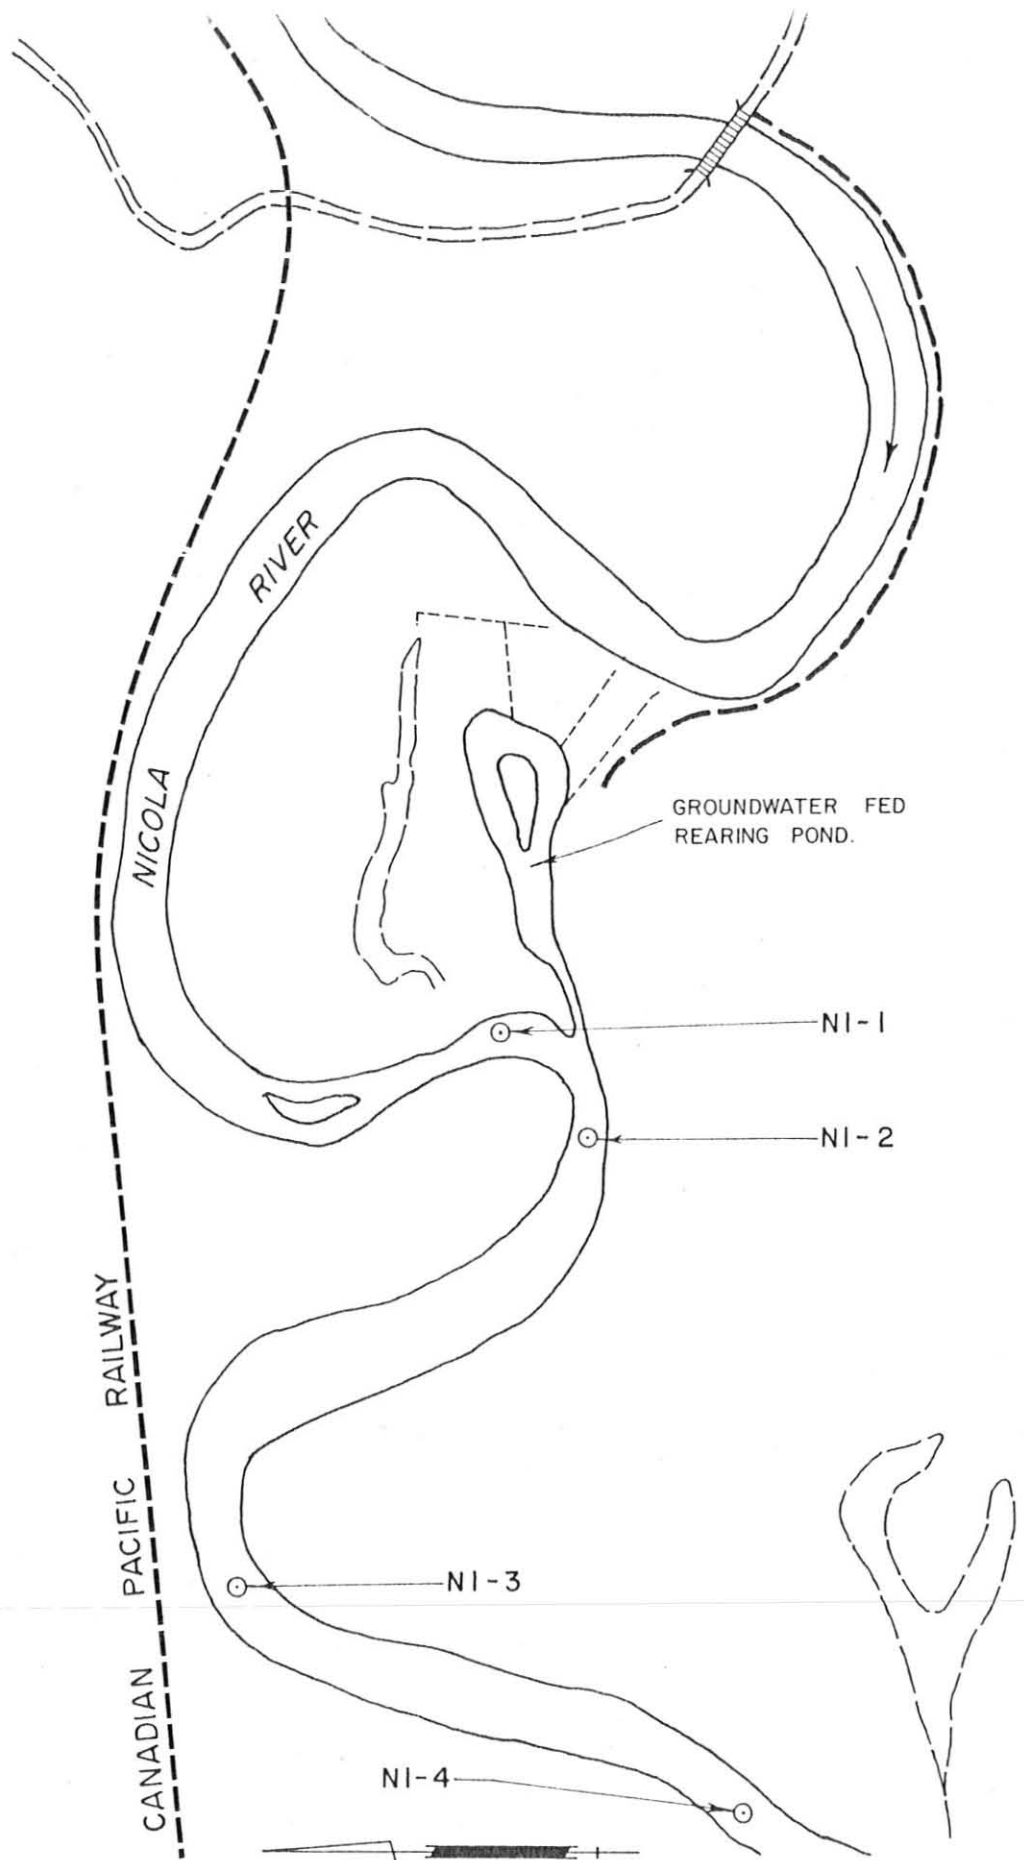 RIVER
NICOLA
GROUNDWATER FED
REARING POND.
NI-1
NI-2
NI-3
NI-4
CANADIAN PACIFIC RAILWAY